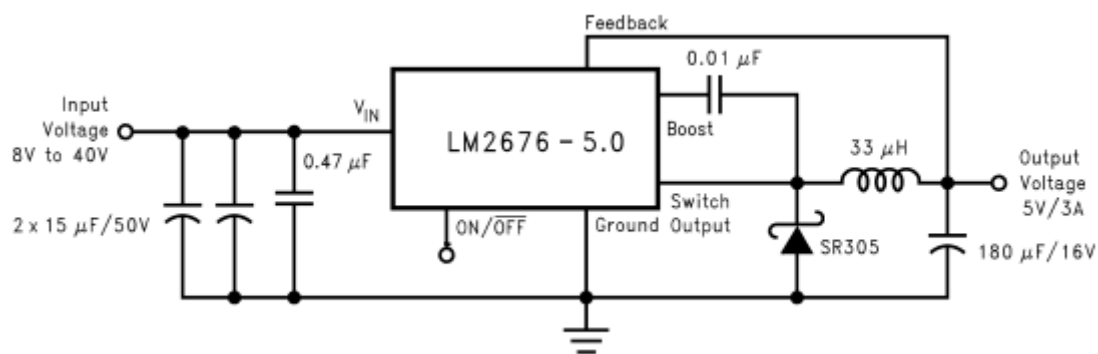 Feedback
0.01 μF
Input
Voltage
8V to 40V
V_IN
LM2676 – 5.0
Boost
0.47 μF
33 μH
Output
Voltage
5V/3A
Switch
Output
2 x 15 μF/50V
ON/O̅F̅F̅
Ground
SR305
180 μF/16V